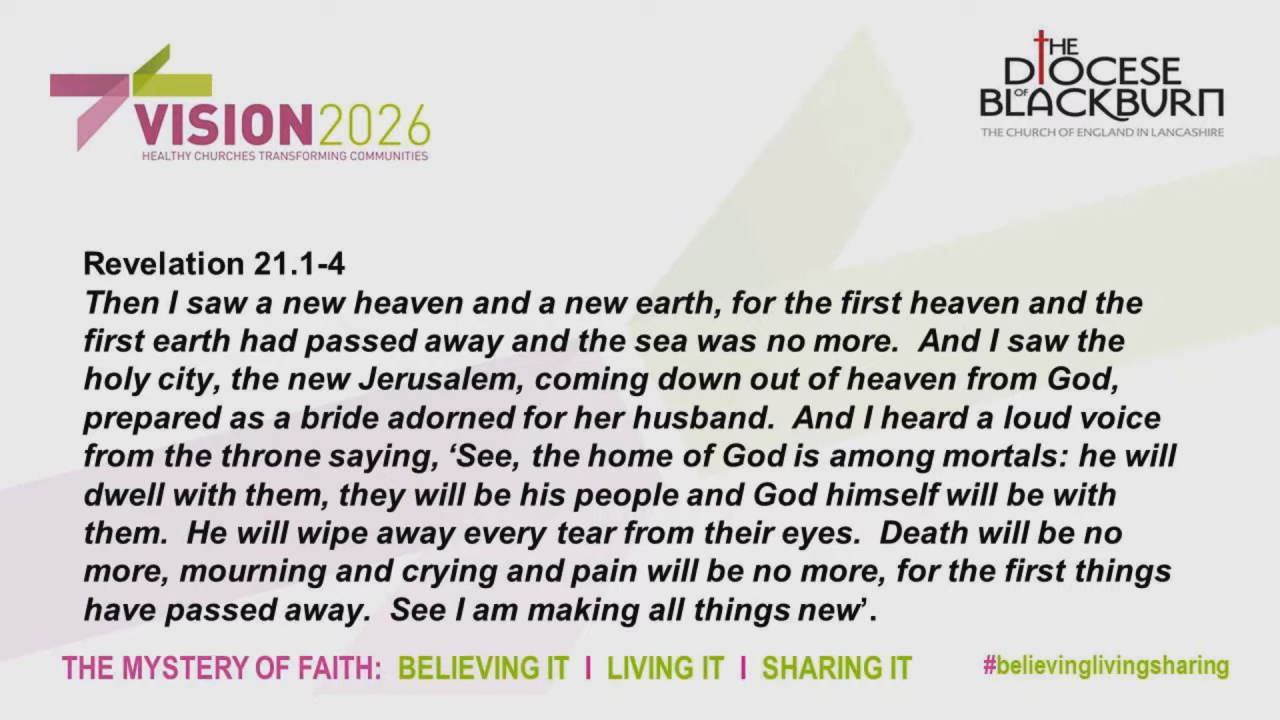 VISION2026
HEALTHY CHURCHES TRANSFORMING COMMUNITIES
THE
DIOCESE
OF
BLACKBURN
THE CHURCH OF ENGLAND IN LANCASHIRE
Revelation 21.1-4
Then I saw a new heaven and a new earth, for the first heaven and the
first earth had passed away and the sea was no more.  And I saw the
holy city, the new Jerusalem, coming down out of heaven from God,
prepared as a bride adorned for her husband.  And I heard a loud voice
from the throne saying, ‘See, the home of God is among mortals: he will
dwell with them, they will be his people and God himself will be with
them.  He will wipe away every tear from their eyes.  Death will be no
more, mourning and crying and pain will be no more, for the first things
have passed away.  See I am making all things new’.
THE MYSTERY OF FAITH:  BELIEVING IT  I  LIVING IT  I  SHARING IT
#believinglivingsharing